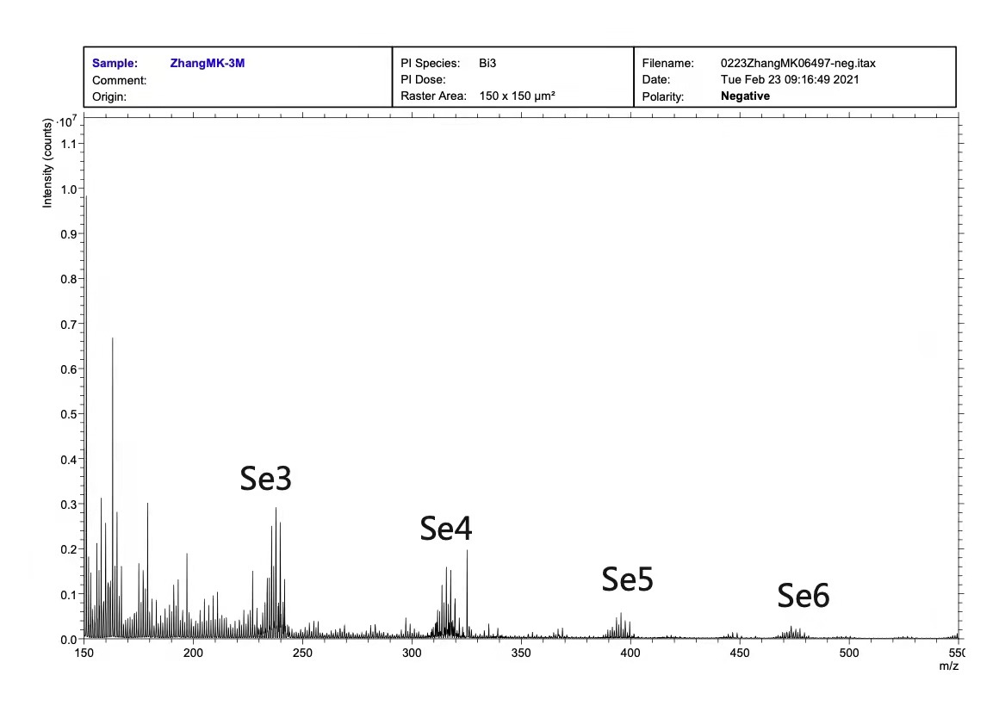 Sample: ZhangMK-3M
Comment:
Origin:
PI Species: Bi3
PI Dose:
Raster Area: 150 x 150 µm²
Filename: 0223ZhangMK06497-neg.itax
Date: Tue Feb 23 09:16:49 2021
Polarity: Negative
·10⁷
Intensity (counts)
1.1
1.0
0.9
0.8
0.7
0.6
0.5
0.4
0.3
0.2
0.1
0.0
Se3
Se4
Se5
Se6
150 200 250 300 350 400 450 500 550
m/z